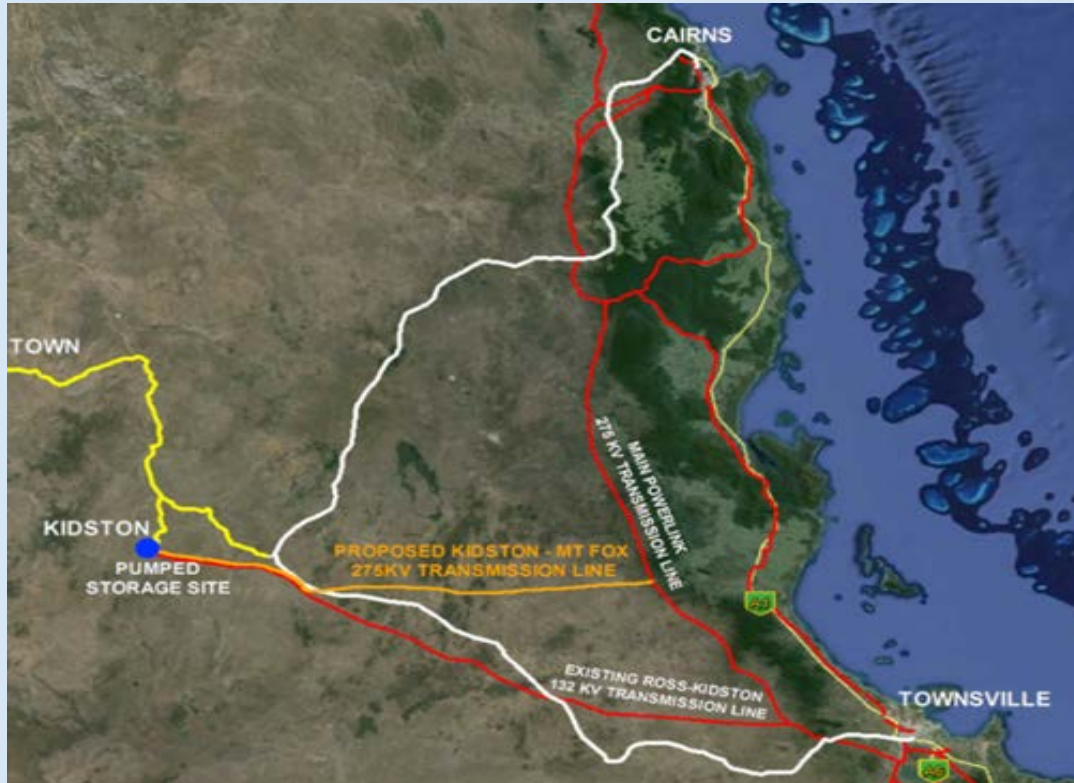 CAIRNS
TOWN
MAIN POWERLINK
275 KV TRANSMISSION LINE
KIDSTON
PROPOSED KIDSTON - MT FOX
275KV TRANSMISSION LINE
PUMPED
STORAGE SITE
EXISTING ROSS-KIDSTON
132 KV TRANSMISSION LINE
TOWNSVILLE